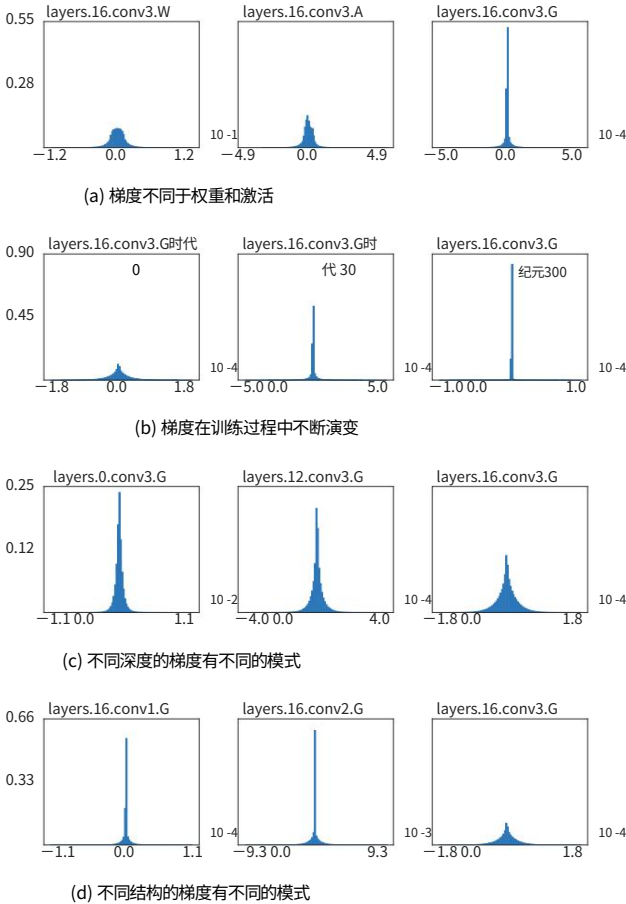 layers.16.conv3.W layers.16.conv3.A layers.16.conv3.G
0.55
0.28
10 -1 10 -4
−1.2 0.0 1.2 −4.9 0.0 4.9 −5.0 0.0 5.0
(a) 梯度不同于权重和激活
layers.16.conv3.G时代 layers.16.conv3.G时 layers.16.conv3.G
0.90
0 代 30 纪元300
0.45
10 -4 10 -4 10 -4
−1.8 0.0 1.8 −5.0 0.0 5.0 −1.0 0.0 1.0
(b) 梯度在训练过程中不断演变
layers.0.conv3.G layers.12.conv3.G layers.16.conv3.G
0.25
0.12
10 -2 10 -4 10 -4
−1.1 0.0 1.1 −4.0 0.0 4.0 −1.8 0.0 1.8
(c) 不同深度的梯度有不同的模式
layers.16.conv1.G layers.16.conv2.G layers.16.conv3.G
0.66
0.33
10 -4 10 -3 10 -4
−1.1 0.0 1.1 −9.3 0.0 9.3 −1.8 0.0 1.8
(d) 不同结构的梯度有不同的模式